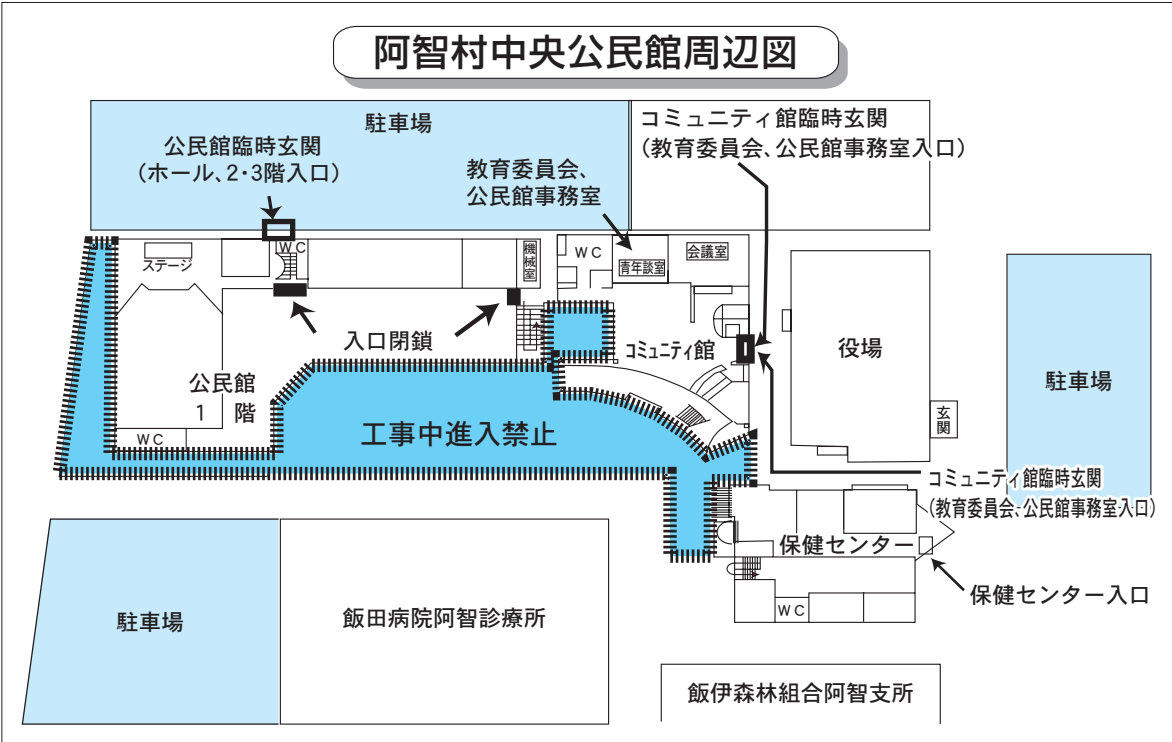 阿智村中央公民館周辺図
駐車場
公民館臨時玄関
(ホール、2・3階入口)
教育委員会、
公民館事務室
コミュニティ館臨時玄関
(教育委員会、公民館事務室入口)
ステージ
WC
機械室
WC
青年談室
会議室
入口閉鎖
コミュニティ館
役場
駐車場
公民館
1 階
WC
工事中進入禁止
玄関
コミュニティ館臨時玄関
(教育委員会、公民館事務室入口)
保健センター
保健センター入口
WC
駐車場
飯田病院阿智診療所
飯伊森林組合阿智支所